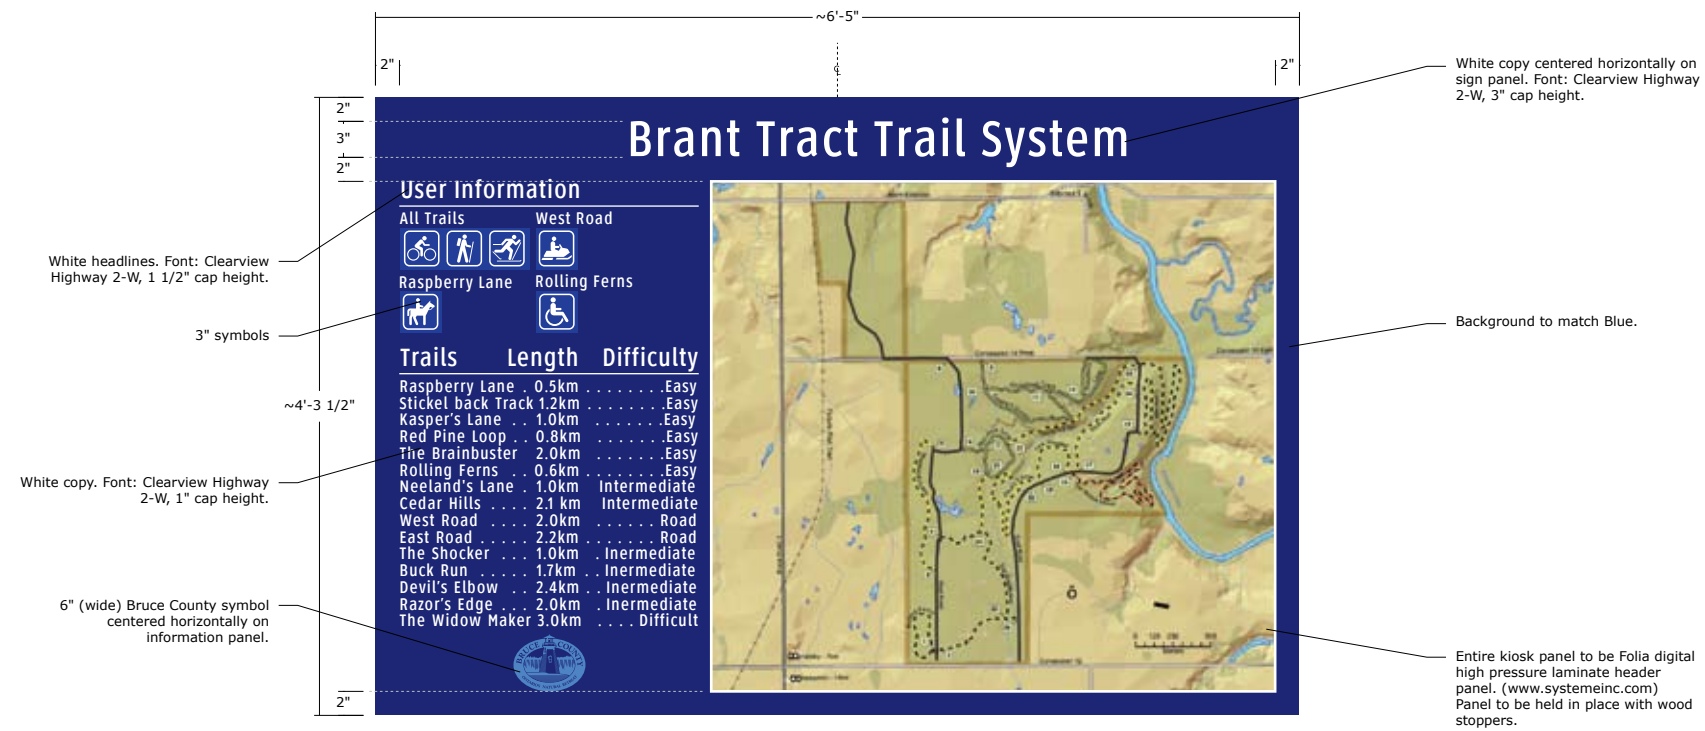 ~6'-5"
2"
2"
White copy centered horizontally on
sign panel. Font: Clearview Highway
2-W, 3" cap height.
2"
3"
2"
Brant Tract Trail System
User Information
All Trails
West Road
Raspberry Lane
Rolling Ferns
White headlines. Font: Clearview
Highway 2-W, 1 1/2" cap height.
3" symbols
Background to match Blue.
~4'-3 1/2"
Trails Length Difficulty
Raspberry Lane . 0.5km . . . . . . . .Easy
Stickel back Track 1.2km . . . . . . . .Easy
Kasper's Lane . . 1.0km . . . . . . . .Easy
Red Pine Loop . . 0.8km . . . . . . .Easy
The Brainbuster 2.0km . . . . . . .Easy
Rolling Ferns . . 0.6km . . . . . . . .Easy
Neeland's Lane . 1.0km Intermediate
Cedar Hills . . . . 2.1 km Intermediate
West Road . . . . 2.0km . . . . . . Road
East Road . . . . . 2.2km . . . . . . . Road
The Shocker . . . 1.0km . Inermediate
Buck Run . . . . . 1.7km . . Inermediate
Devil's Elbow . . 2.4km . . Inermediate
Razor's Edge . . . 2.0km . Inermediate
The Widow Maker 3.0km . . . . Difficult
White copy. Font: Clearview Highway
2-W, 1" cap height.
6" (wide) Bruce County symbol
centered horizontally on
information panel.
BRUCE COUNTY
2"
Entire kiosk panel to be Folia digital
high pressure laminate header
panel. (www.systemeinc.com)
Panel to be held in place with wood
stoppers.